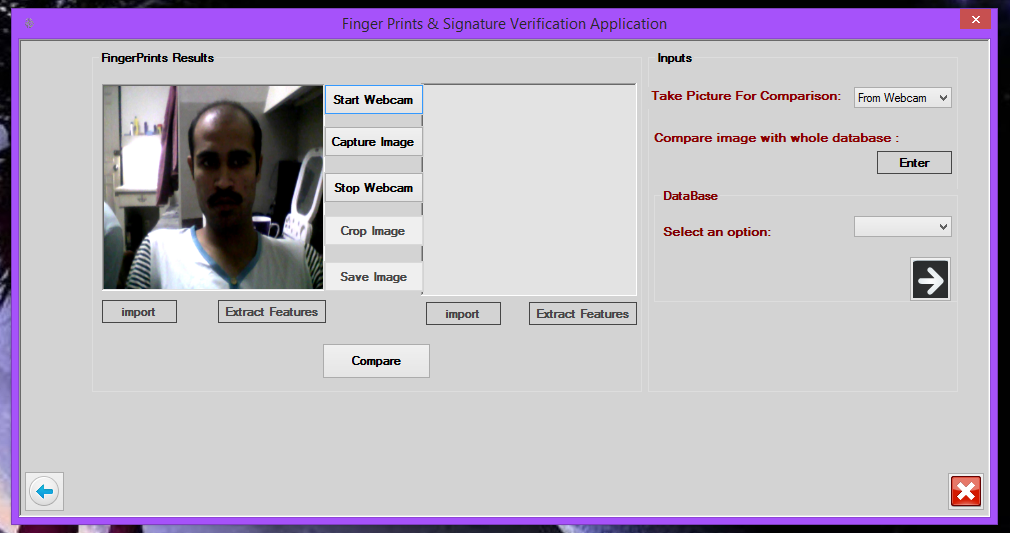 Finger Prints & Signature Verification Application
FingerPrints Results
Start Webcam
Capture Image
Stop Webcam
Crop Image
Save Image
import
Extract Features
import
Extract Features
Compare
Inputs
Take Picture For Comparison:
From Webcam
Compare image with whole database :
Enter
DataBase
Select an option: